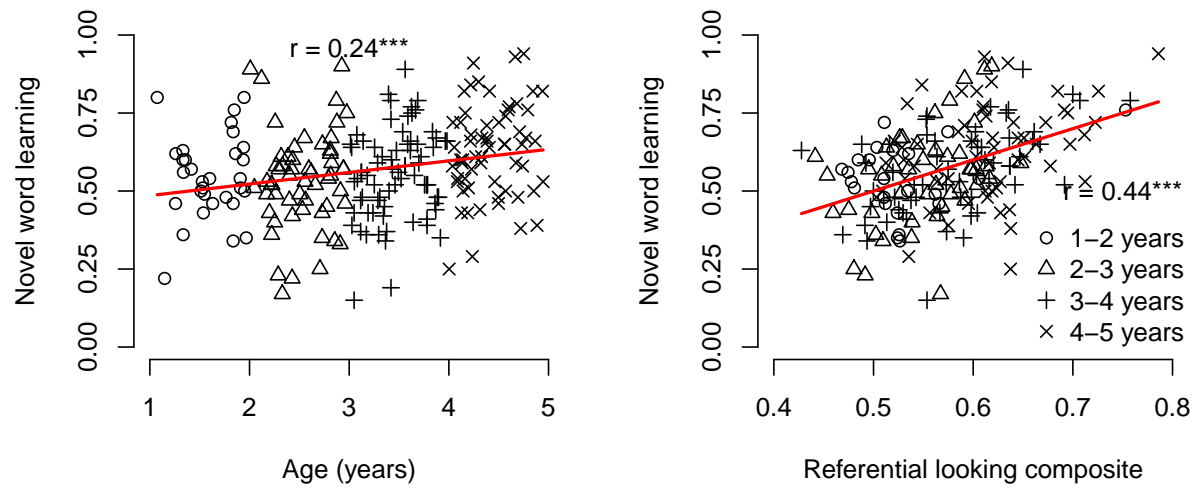 1.00
0.75
0.50
0.25
0.00
Novel word learning
r = 0.24***
1 2 3 4 5
Age (years)
1.00
0.75
0.50
0.25
0.00
Novel word learning
r = 0.44***
1−2 years
2−3 years
3−4 years
4−5 years
0.4 0.5 0.6 0.7 0.8
Referential looking composite